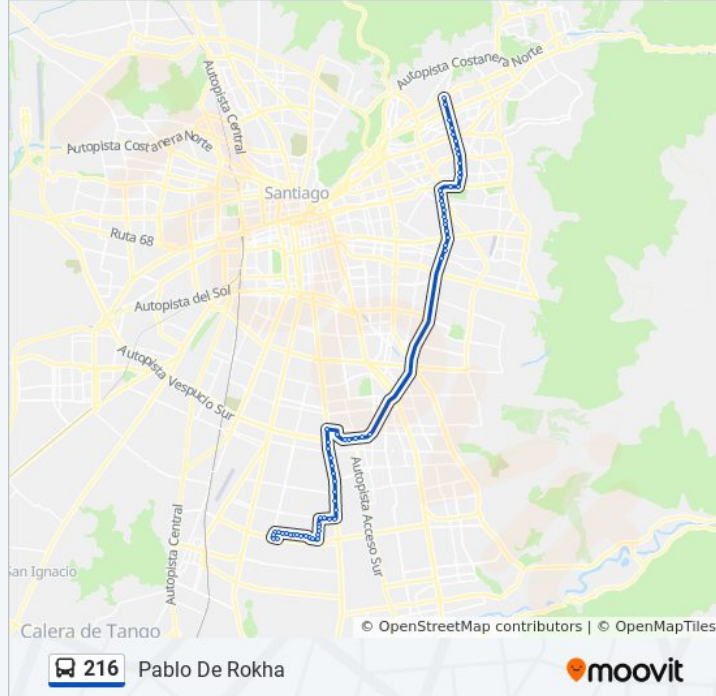 Autopista Costanera Norte
Autopista Central
Autopista Costanera Norte
Santiago
Ruta 68
Autopista del Sol
Autopista Vespucio Sur
Autopista Acceso Sur
Autopista Central
San Ignacio
Calera de Tango
© OpenStreetMap contributors | © OpenMapTiles
216 Pablo De Rokha
moovit